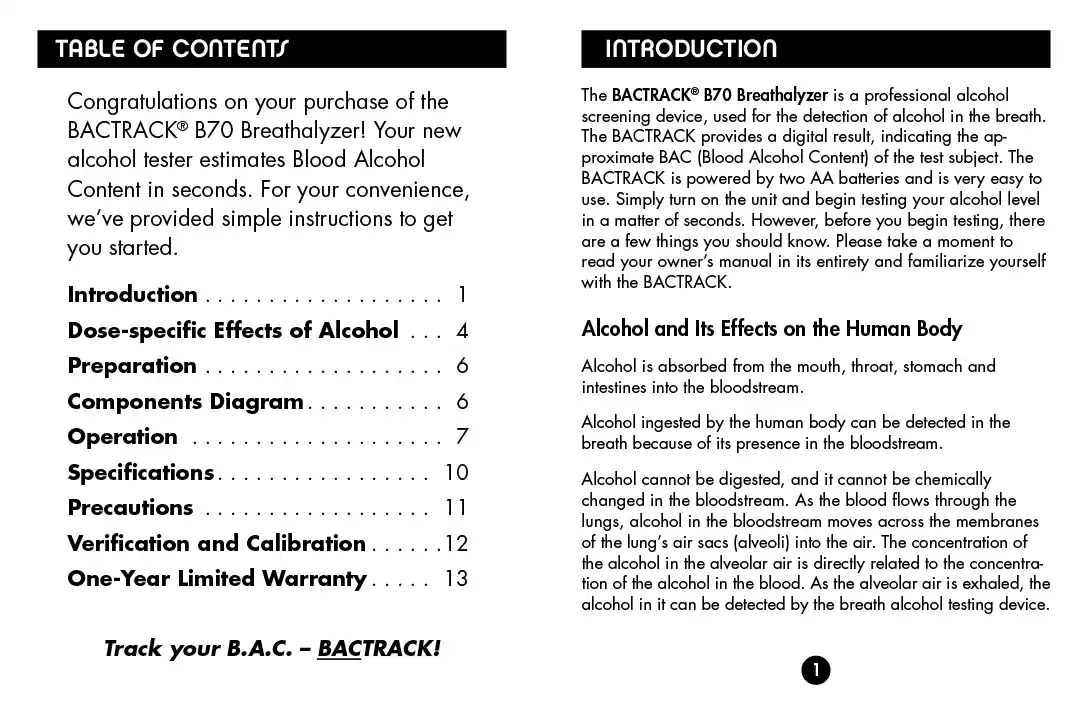 TABLE OF CONTENTS
Congratulations on your purchase of the
BACTRACK® B70 Breathalyzer! Your new
alcohol tester estimates Blood Alcohol
Content in seconds. For your convenience,
we’ve provided simple instructions to get
you started.
Introduction . . . . . . . . . . . . . . . . . . . 1
Dose-specific Effects of Alcohol . . . 4
Preparation . . . . . . . . . . . . . . . . . . . 6
Components Diagram . . . . . . . . . . . 6
Operation . . . . . . . . . . . . . . . . . . . . 7
Specifications . . . . . . . . . . . . . . . . . 10
Precautions . . . . . . . . . . . . . . . . . . 11
Verification and Calibration . . . . . . 12
One-Year Limited Warranty . . . . . 13
Track your B.A.C. – BACTRACK!
INTRODUCTION
The BACTRACK® B70 Breathalyzer is a professional alcohol
screening device, used for the detection of alcohol in the breath.
The BACTRACK provides a digital result, indicating the ap-
proximate BAC (Blood Alcohol Content) of the test subject. The
BACTRACK is powered by two AA batteries and is very easy to
use. Simply turn on the unit and begin testing your alcohol level
in a matter of seconds. However, before you begin testing, there
are a few things you should know. Please take a moment to
read your owner’s manual in its entirety and familiarize yourself
with the BACTRACK.
Alcohol and Its Effects on the Human Body
Alcohol is absorbed from the mouth, throat, stomach and
intestines into the bloodstream.
Alcohol ingested by the human body can be detected in the
breath because of its presence in the bloodstream.
Alcohol cannot be digested, and it cannot be chemically
changed in the bloodstream. As the blood flows through the
lungs, alcohol in the bloodstream moves across the membranes
of the lung’s air sacs (alveoli) into the air. The concentration of
the alcohol in the alveolar air is directly related to the concentra-
tion of the alcohol in the blood. As the alveolar air is exhaled, the
alcohol in it can be detected by the breath alcohol testing device.
1